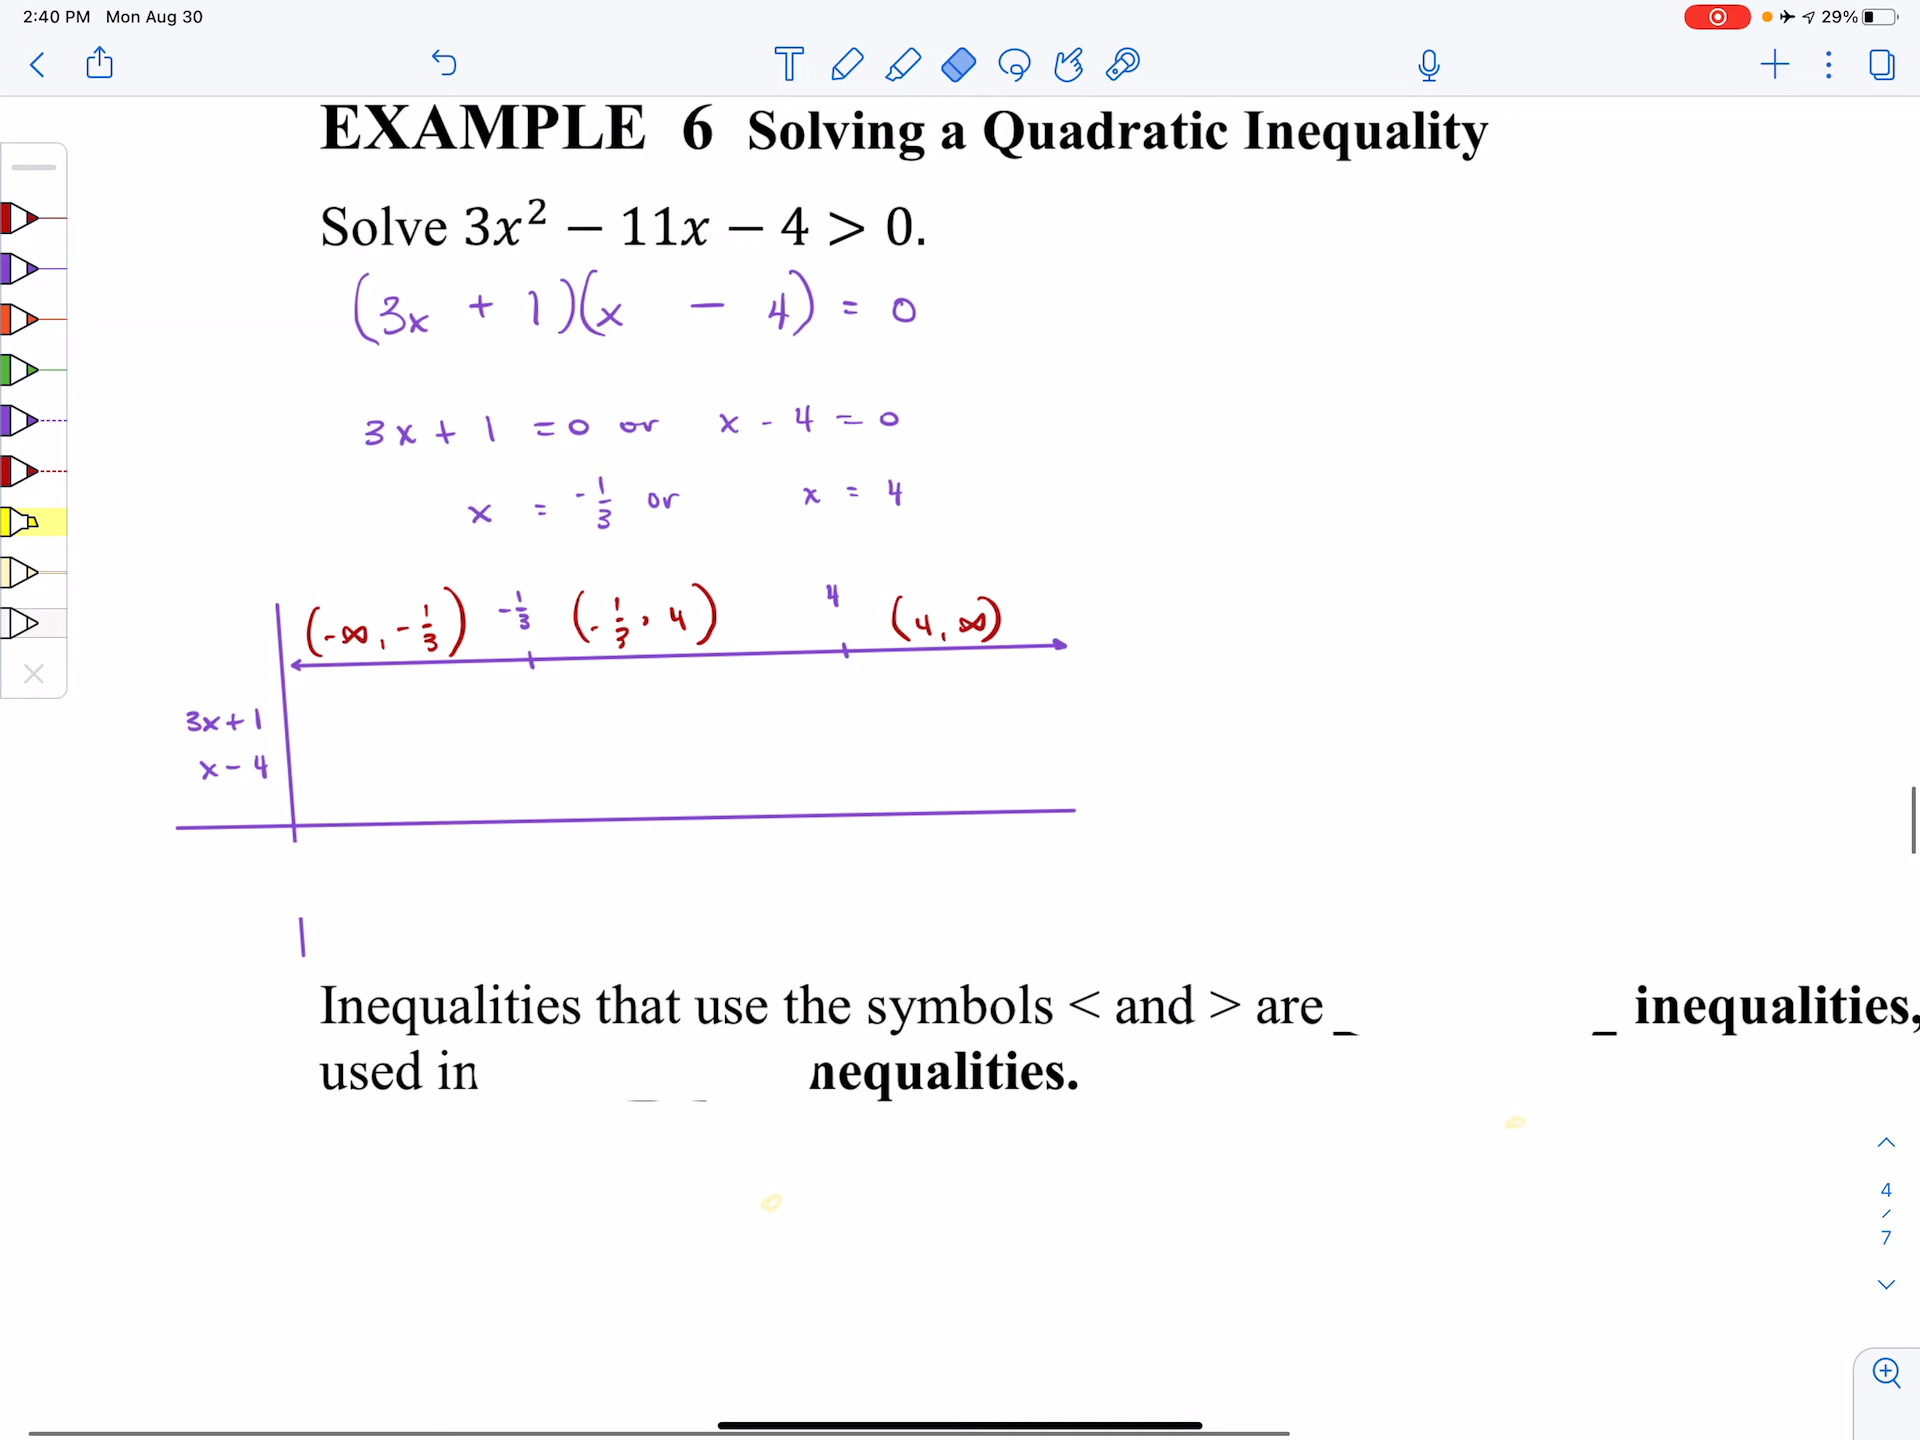 2:40 PM Mon Aug 30
29%
EXAMPLE 6 Solving a Quadratic Inequality
Solve 3x² − 11x − 4 > 0.
(3x + 1)(x − 4) = 0
3x + 1 = 0 or x - 4 = 0
x = -1/3 or x = 4
(-∞, -1/3) -1/3 (-1/3, 4) 4 (4, ∞)
3x+1
x-4
Inequalities that use the symbols < and > are _ _ inequalities,
used in nequalities.
4
/
7